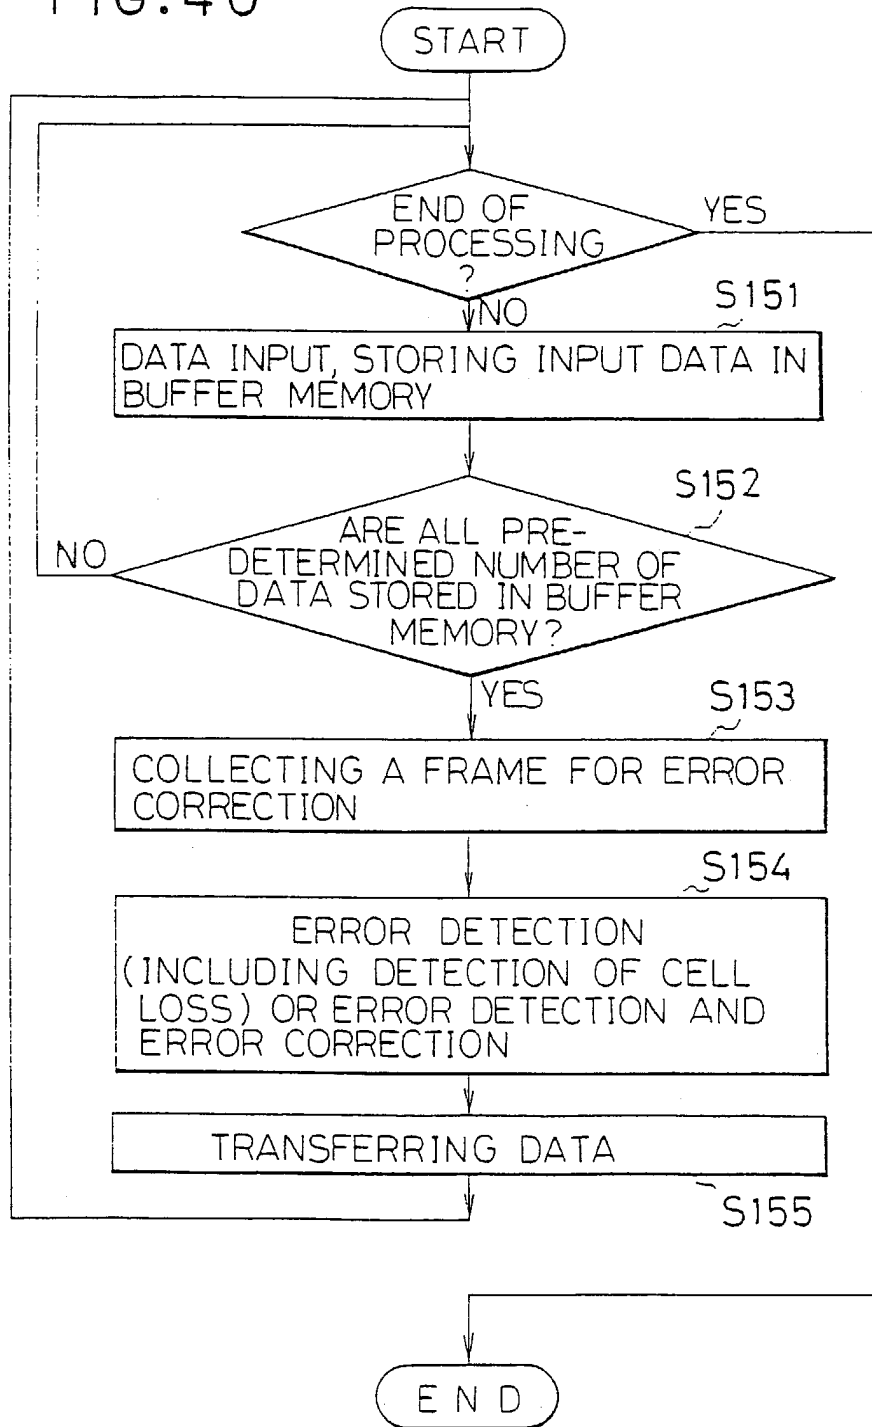 FIG.40
START
END OF
PROCESSING
?
YES
NO
S151
DATA INPUT, STORING INPUT DATA IN
BUFFER MEMORY
S152
ARE ALL PRE-
DETERMINED NUMBER OF
DATA STORED IN BUFFER
MEMORY?
NO
YES
S153
COLLECTING A FRAME FOR ERROR
CORRECTION
S154
ERROR DETECTION
(INCLUDING DETECTION OF CELL
LOSS) OR ERROR DETECTION AND
ERROR CORRECTION
TRANSFERRING DATA
S155
END